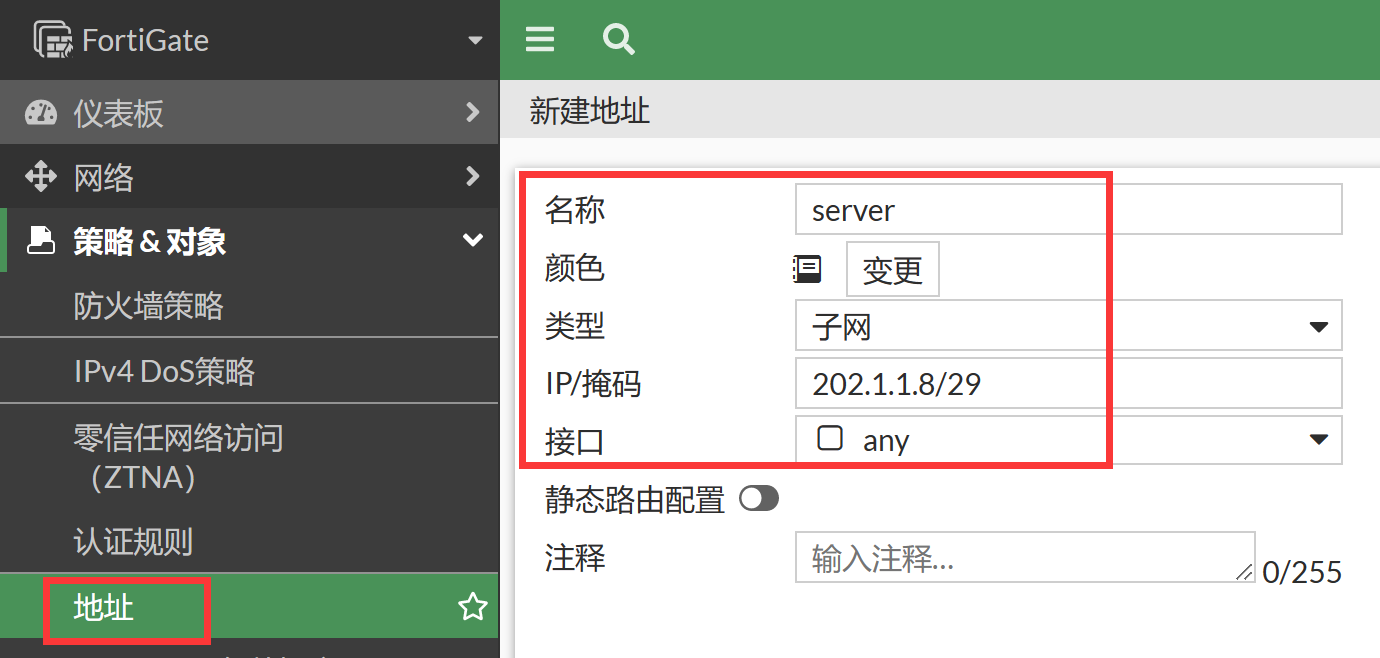 FortiGate
仪表板
网络
策略 & 对象
防火墙策略
IPv4 DoS策略
零信任网络访问
（ZTNA）
认证规则
地址
新建地址
名称 server
颜色 变更
类型 子网
IP/掩码 202.1.1.8/29
接口 any
静态路由配置
注释 输入注释... 0/255